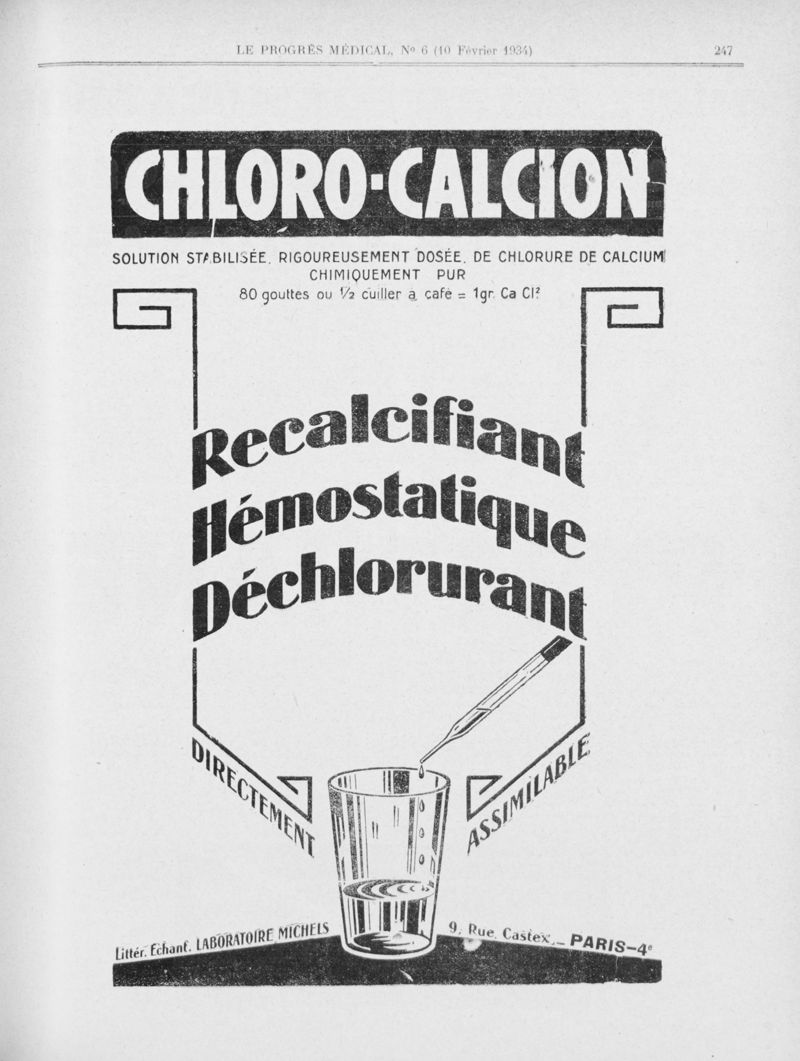 LE PROGRÈS MÉDICAL, No 6 (10 Février 1934) 247
CHLORO-CALCION
SOLUTION STABILISÉE, RIGOUREUSEMENT DOSÉE, DE CHLORURE DE CALCIUM
CHIMIQUEMENT PUR
80 gouttes ou 1/2 cuiller à café = 1gr. Ca Cl²
Recalcifiant
Hémostatique
Déchlorurant
DIRECTEMENT ASSIMILABLE
Littér. Échant. LABORATOIRE MICHELS 9, Rue Castex, _ PARIS-4e